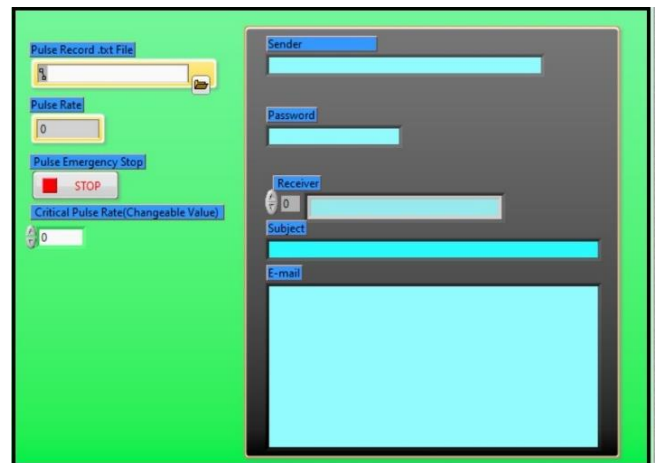 Pulse Record .txt File
Pulse Rate
0
Pulse Emergency Stop
STOP
Critical Pulse Rate(Changeable Value)
0
Sender
Password
Receiver
0
Subject
E-mail